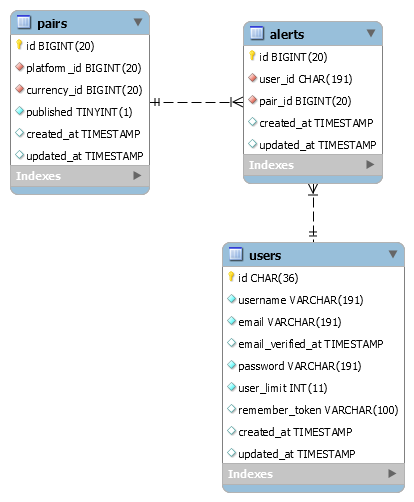 pairs
id BIGINT(20)
platfom_id BIGINT(20)
currency_id BIGINT(20)
published TINYINT(1)
created_at TIMESTAMP
updated_at TIMESTAMP
Indexes
alerts
id BIGINT(20)
user_id CHAR(191)
pair_id BIGINT(20)
created_at TIMESTAMP
updated_at TIMESTAMP
Indexes
users
id CHAR(36)
username VARCHAR(191)
email VARCHAR(191)
email_verified_at TIMESTAMP
password VARCHAR(191)
user_limit INT(11)
remember_token VARCHAR(100)
created_at TIMESTAMP
updated_at TIMESTAMP
Indexes